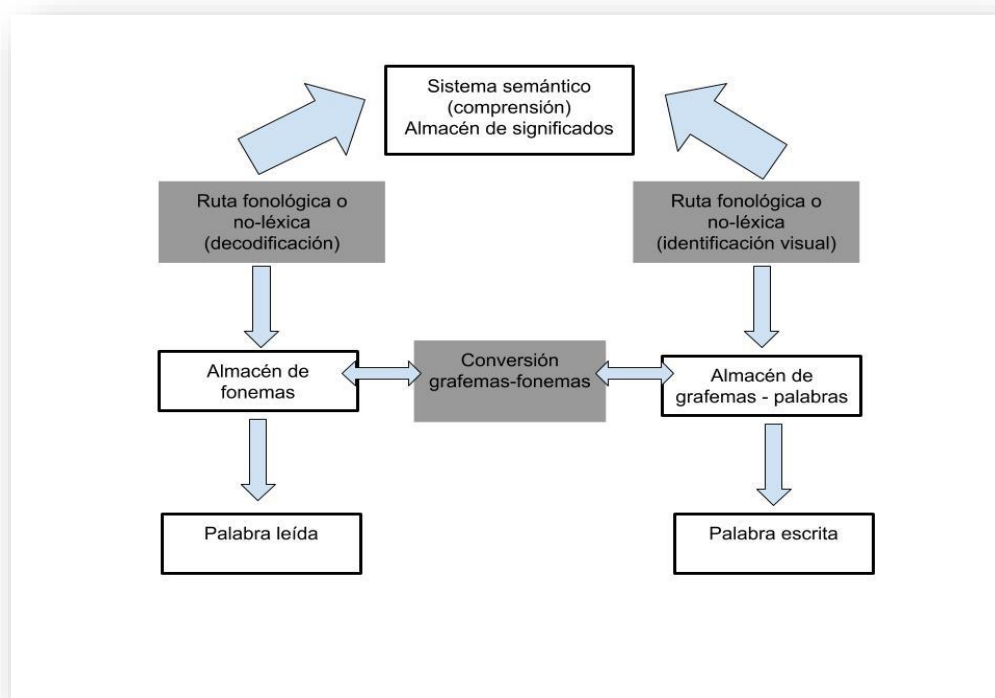 Sistema semántico
(comprensión)
Almacén de significados
Ruta fonológica o
no-léxica
(decodificación)
Ruta fonológica o
no-léxica
(identificación visual)
Almacén de
fonemas
Conversión
grafemas-fonemas
Almacén de
grafemas - palabras
Palabra leída
Palabra escrita